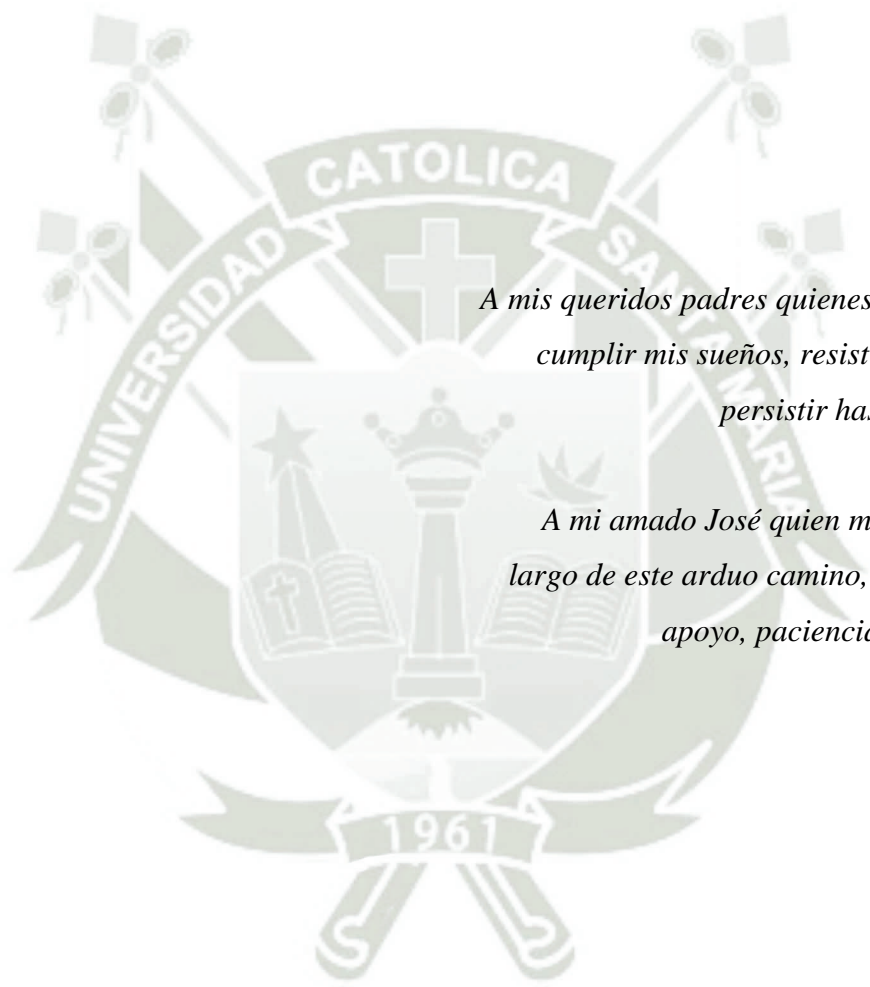 CATOLICA
UNIVERSIDAD
SANTA MARIA
A mis queridos padres quienes
cumplir mis sueños, resist
persistir has
A mi amado José quien m
largo de este arduo camino,
apoyo, paciencia
1961